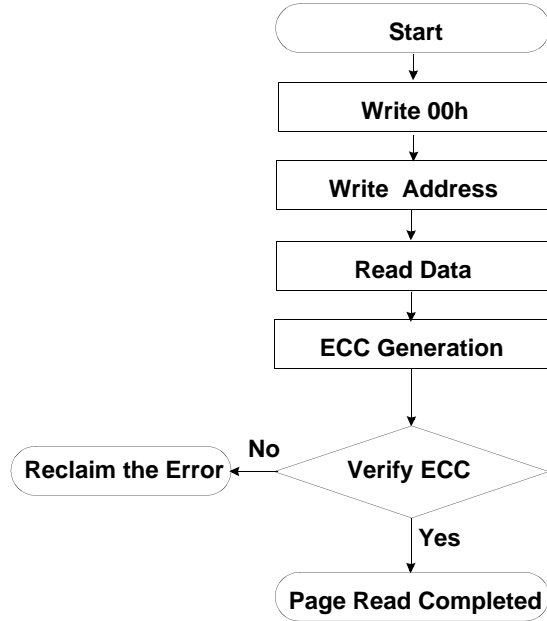 Start
Write 00h
Write Address
Read Data
ECC Generation
No
Reclaim the Error
Verify ECC
Yes
Page Read Completed